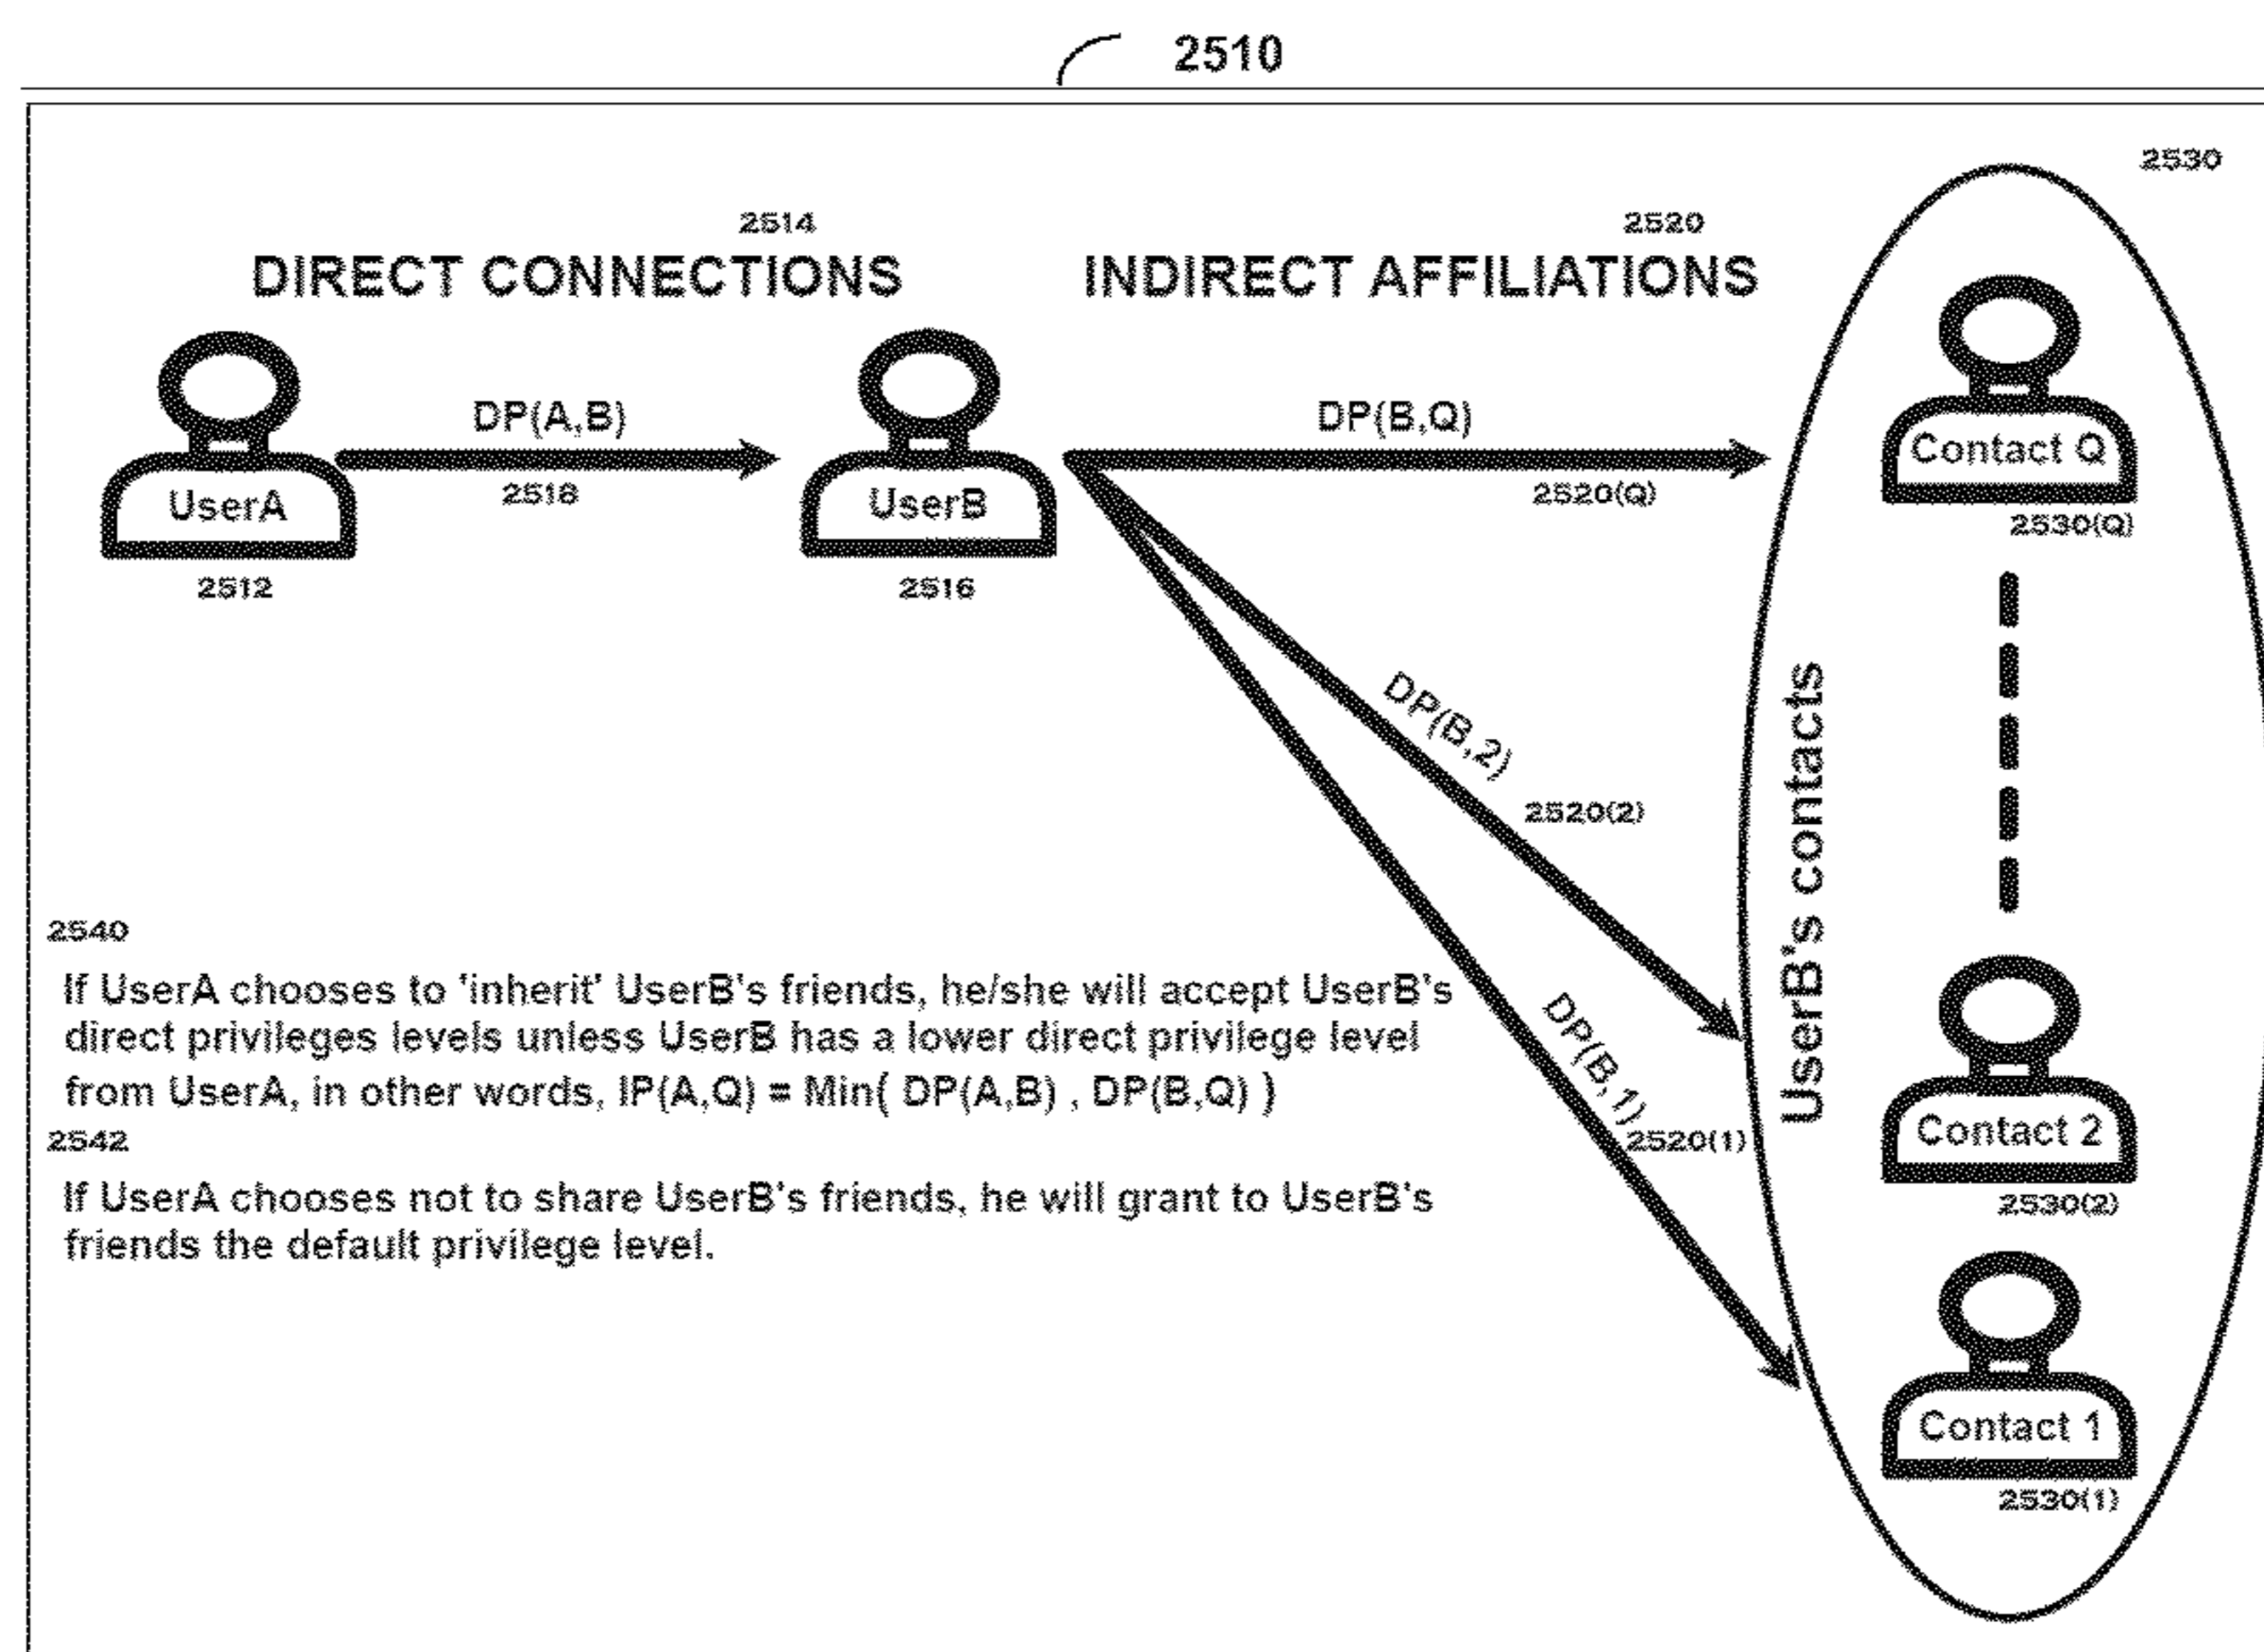 2510
2530
2514
2520
DIRECT CONNECTIONS
INDIRECT AFFILIATIONS
DP(A,B)
DP(B,Q)
Contact Q
UserA
2518
UserB
2520(Q)
2530(Q)
2512
2516
DP(B,2)
2520(2)
UserB's contacts
2540
If UserA chooses to 'inherit' UserB's friends, he/she will accept UserB's
direct privileges levels unless UserB has a lower direct privilege level
from UserA, in other words, IP(A,Q) = Min( DP(A,B) , DP(B,Q) )
DP(B,1)
2542
2520(1)
Contact 2
If UserA chooses not to share UserB's friends, he will grant to UserB's
friends the default privilege level.
2530(2)
Contact 1
2530(1)